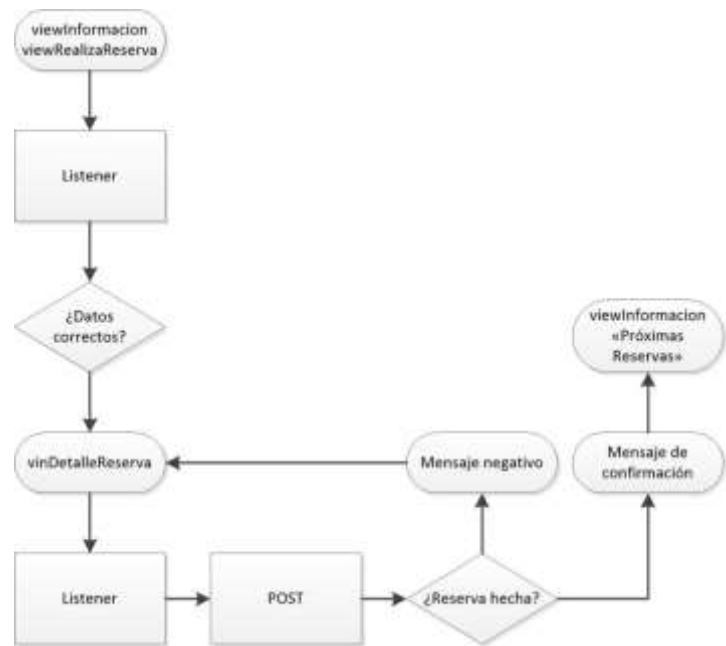 viewInformacion
viewRealizaReserva
Listener
¿Datos
correctos?
viewInformacion
«Próximas
Reservas»
vinDetalleReserva
Mensaje negativo
Mensaje de
confirmación
Listener
POST
¿Reserva hecha?